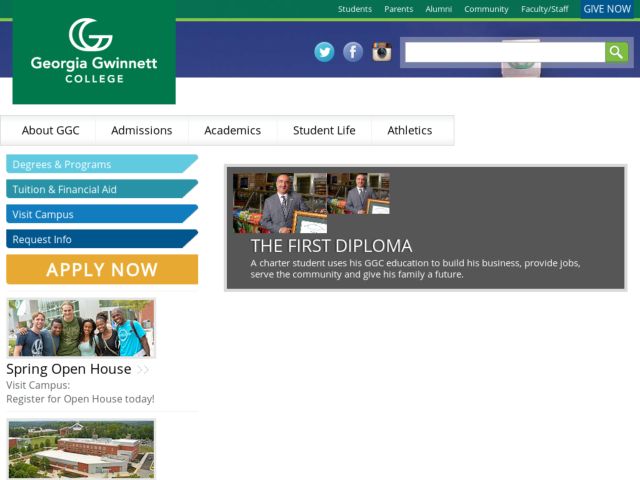 Students Parents Alumni Community Faculty/Staff GIVE NOW
Georgia Gwinnett
COLLEGE
About GGC Admissions Academics Student Life Athletics
Degrees & Programs
Tuition & Financial Aid
Visit Campus
Request Info
APPLY NOW
THE FIRST DIPLOMA
A charter student uses his GGC education to build his business, provide jobs,
serve the community and give his family a future.
Spring Open House
Visit Campus:
Register for Open House today!